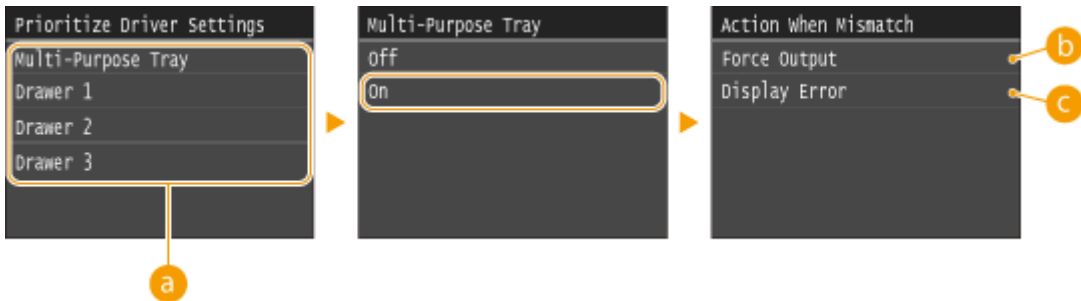 Prioritize Driver Settings
Multi-Purpose Tray
Drawer 1
Drawer 2
Drawer 3
a
Multi-Purpose Tray
Off
On
Action When Mismatch
Force Output
b
Display Error
c